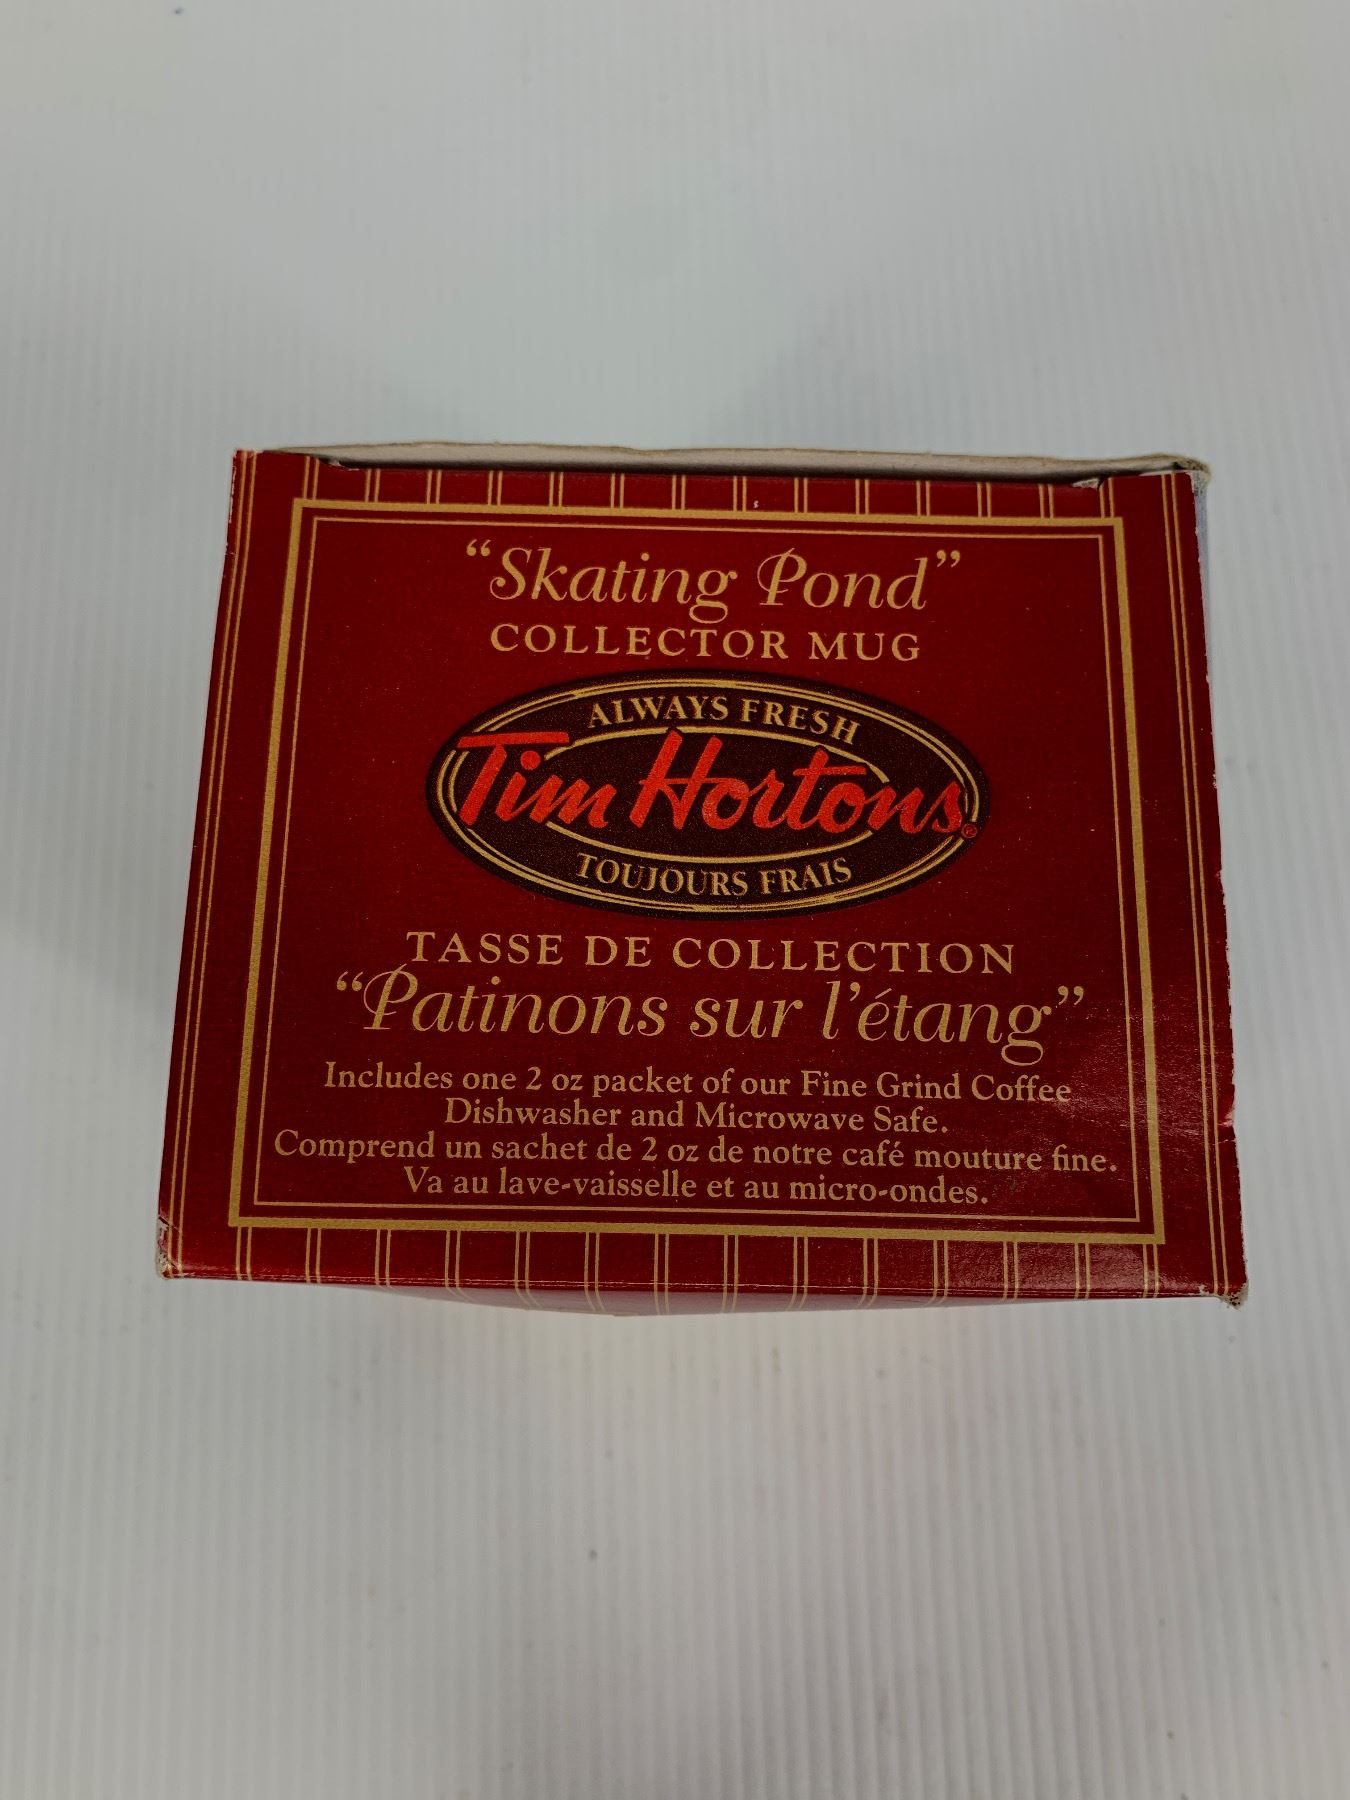 “Skating Pond”
COLLECTOR MUG
ALWAYS FRESH
Tim Hortons®
TOUJOURS FRAIS
TASSE DE COLLECTION
“Patinons sur l’étang”
Includes one 2 oz packet of our Fine Grind Coffee
Dishwasher and Microwave Safe.
Comprend un sachet de 2 oz de notre café mouture fine.
Va au lave-vaisselle et au micro-ondes.